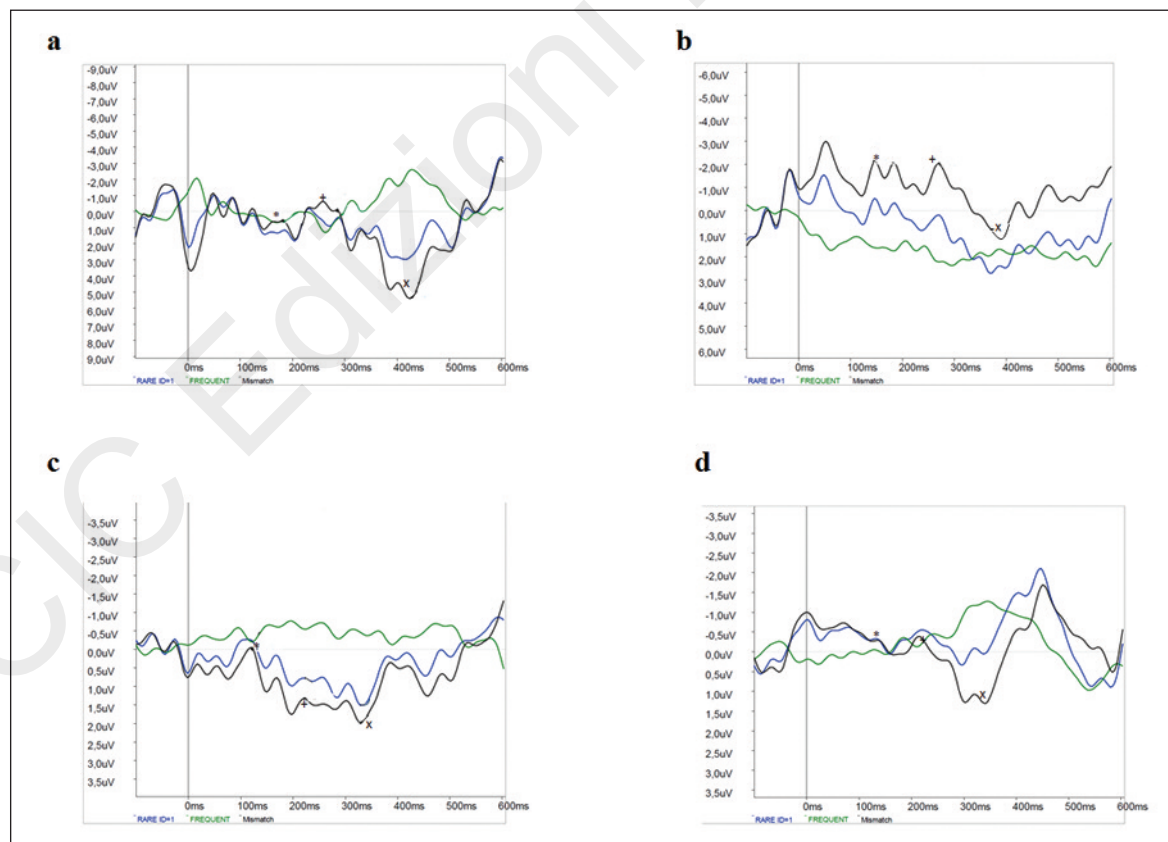 CIC Edizioni
a
-9,0uV
-8,0uV
-7,0uV
-6,0uV
-5,0uV
-4,0uV
-3,0uV
-2,0uV
-1,0uV
0,0uV
1,0uV
2,0uV
3,0uV
4,0uV
5,0uV
6,0uV
7,0uV
8,0uV
9,0uV
* + x
0ms 100ms 200ms 300ms 400ms 500ms 600ms
RARE ID=1 FREQUENT Mismatch
b
-6,0uV
-5,0uV
-4,0uV
-3,0uV
-2,0uV
-1,0uV
0,0uV
1,0uV
2,0uV
3,0uV
4,0uV
5,0uV
6,0uV
* + x
0ms 100ms 200ms 300ms 400ms 500ms 600ms
RARE ID=1 FREQUENT Mismatch
c
-3,5uV
-3,0uV
-2,5uV
-2,0uV
-1,5uV
-1,0uV
-0,5uV
0,0uV
0,5uV
1,0uV
1,5uV
2,0uV
2,5uV
3,0uV
3,5uV
* + x
0ms 100ms 200ms 300ms 400ms 500ms 600ms
RARE ID=1 FREQUENT Mismatch
d
-3,5uV
-3,0uV
-2,5uV
-2,0uV
-1,5uV
-1,0uV
-0,5uV
0,0uV
0,5uV
1,0uV
1,5uV
2,0uV
2,5uV
3,0uV
3,5uV
* + x
0ms 100ms 200ms 300ms 400ms 500ms 600ms
RARE ID=1 FREQUENT Mismatch